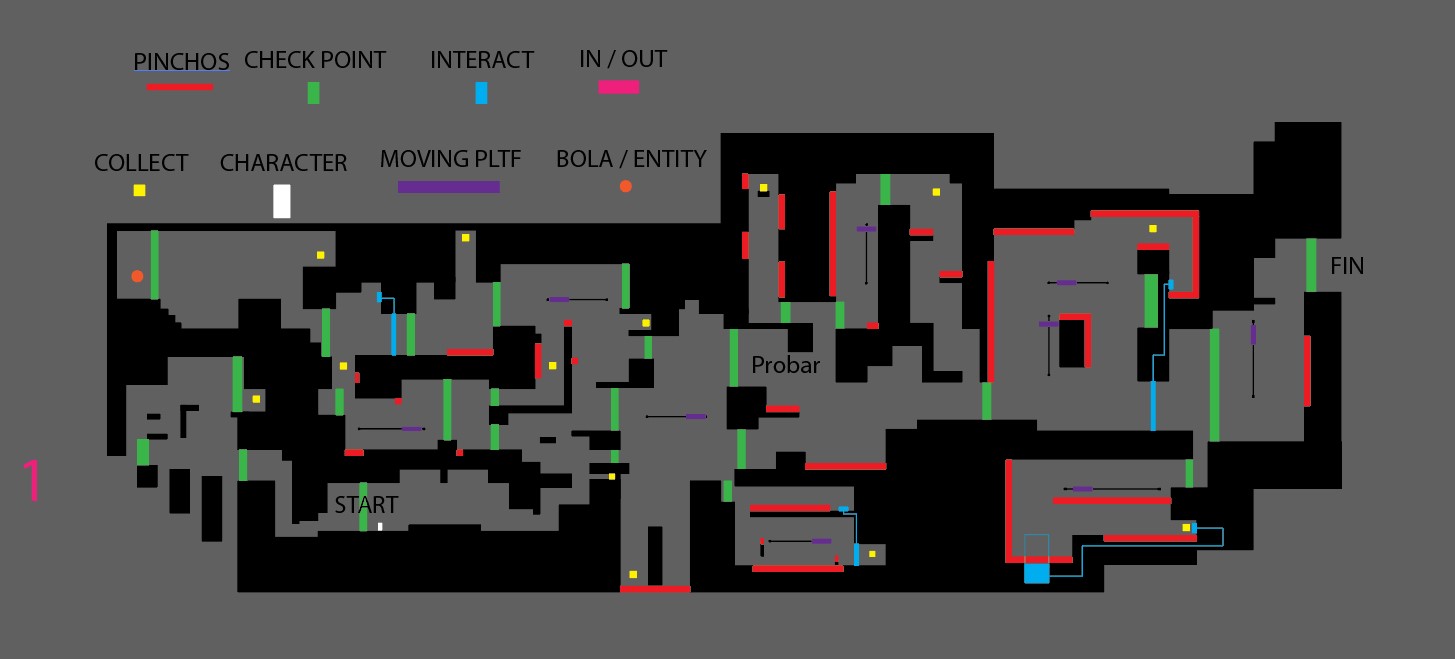 PINCHOS CHECK POINT INTERACT IN / OUT
COLLECT CHARACTER MOVING PLTF BOLA / ENTITY
FIN
Probar
1
START